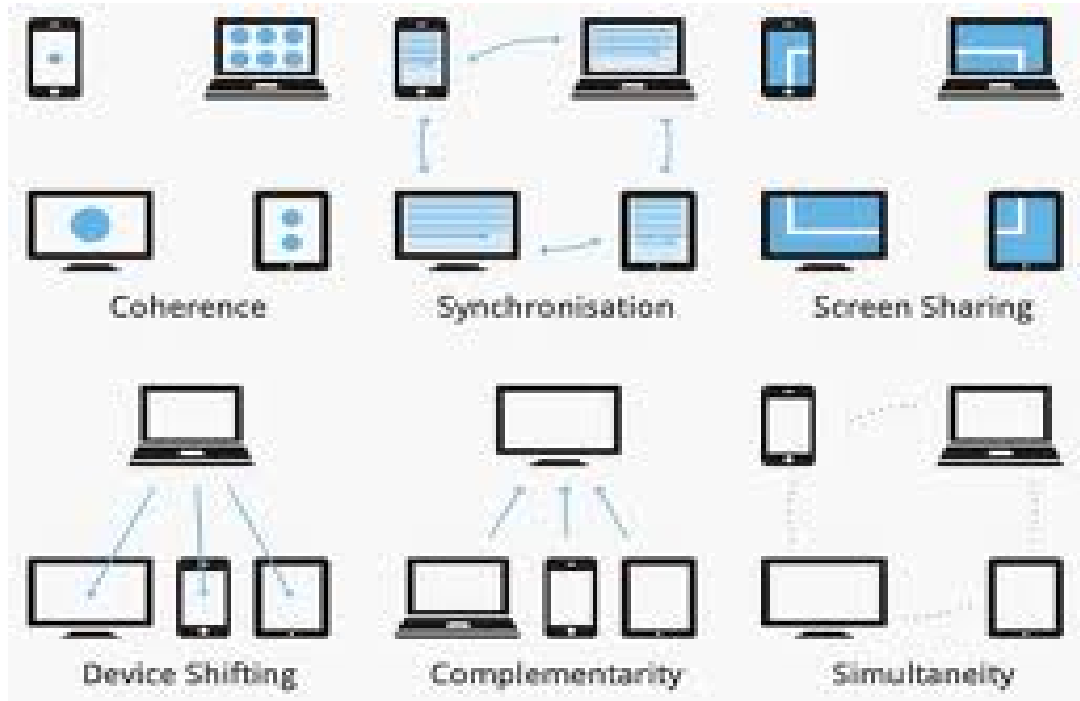 Coherence
Synchronisation
Screen Sharing
Device Shifting
Complementarity
Simultaneity